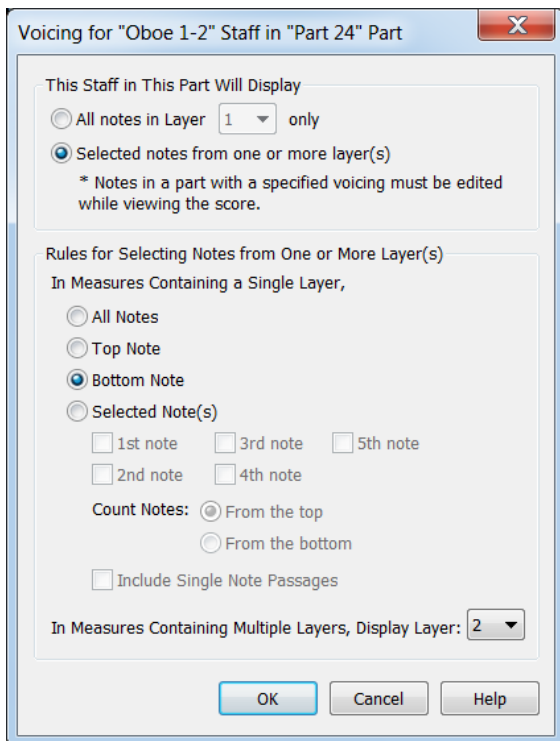 Voicing for "Oboe 1-2" Staff in "Part 24" Part
This Staff in This Part Will Display
All notes in Layer 1 only
Selected notes from one or more layer(s)
* Notes in a part with a specified voicing must be edited
while viewing the score.
Rules for Selecting Notes from One or More Layer(s)
In Measures Containing a Single Layer,
All Notes
Top Note
Bottom Note
Selected Note(s)
1st note 3rd note 5th note
2nd note 4th note
Count Notes: From the top
From the bottom
Include Single Note Passages
In Measures Containing Multiple Layers, Display Layer: 2
OK Cancel Help